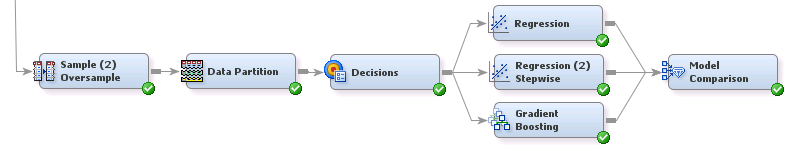 Sample (2)
Oversample
Data Partition
Decisions
Regression
Regression (2)
Stepwise
Gradient
Boosting
Model
Comparison